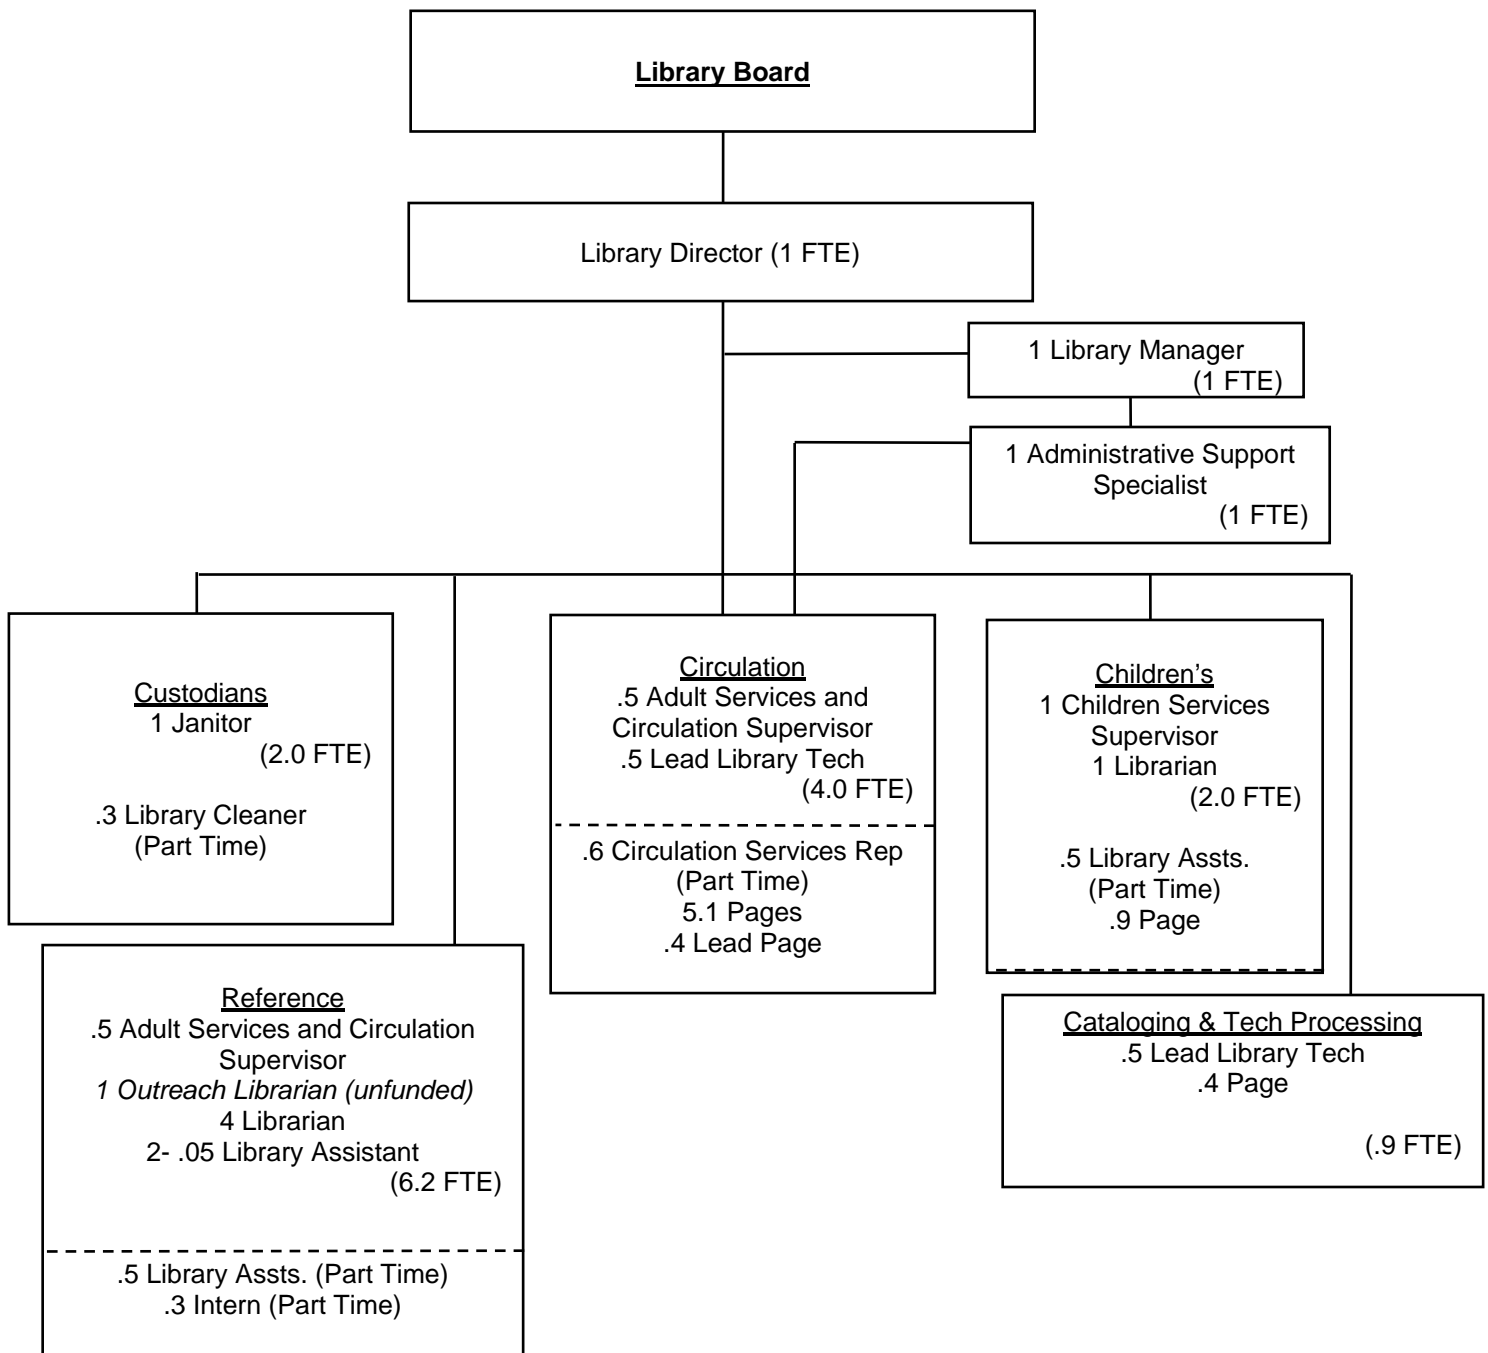 Library Board
Library Director (1 FTE)
1 Library Manager
(1 FTE)
1 Administrative Support
Specialist
(1 FTE)
Custodians
1 Janitor
(2.0 FTE)
.3 Library Cleaner
(Part Time)
Circulation
.5 Adult Services and
Circulation Supervisor
.5 Lead Library Tech
(4.0 FTE)
.6 Circulation Services Rep
(Part Time)
5.1 Pages
.4 Lead Page
Children’s
1 Children Services
Supervisor
1 Librarian
(2.0 FTE)
.5 Library Assts.
(Part Time)
.9 Page
Reference
.5 Adult Services and Circulation
Supervisor
1 Outreach Librarian (unfunded)
4 Librarian
2- .05 Library Assistant
(6.2 FTE)
.5 Library Assts. (Part Time)
.3 Intern (Part Time)
Cataloging & Tech Processing
.5 Lead Library Tech
.4 Page
(.9 FTE)